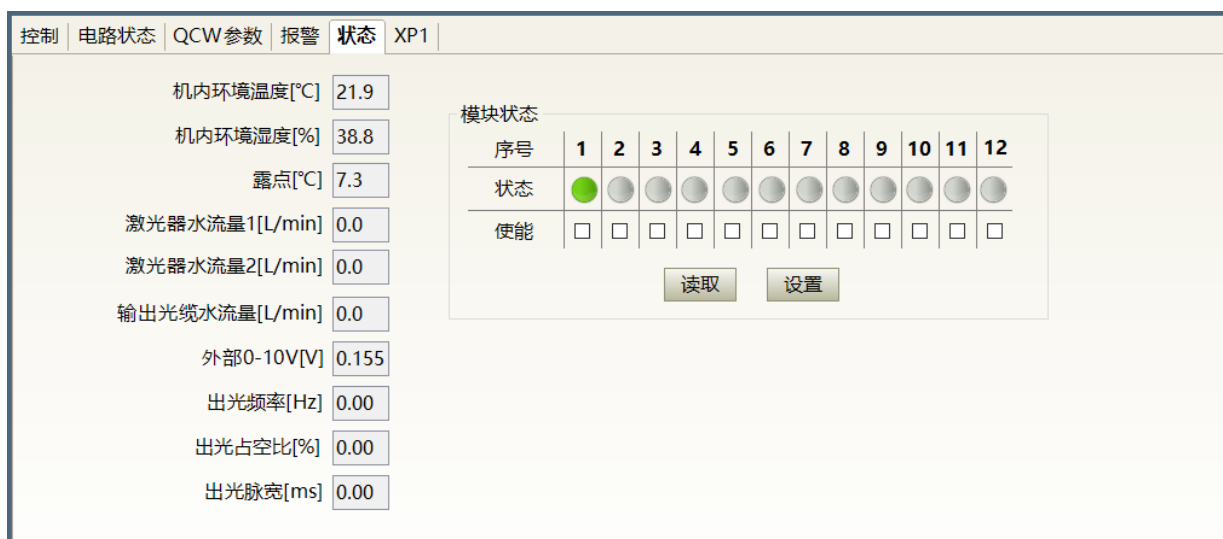 控制 电路状态 QCW参数 报警 状态 XP1
机内环境温度[℃] 21.9
机内环境湿度[%] 38.8
露点[℃] 7.3
激光器水流量1[L/min] 0.0
激光器水流量2[L/min] 0.0
输出光缆水流量[L/min] 0.0
外部0-10V[V] 0.155
出光频率[Hz] 0.00
出光占空比[%] 0.00
出光脉宽[ms] 0.00
模块状态
序号 1 2 3 4 5 6 7 8 9 10 11 12
状态
使能
读取 设置